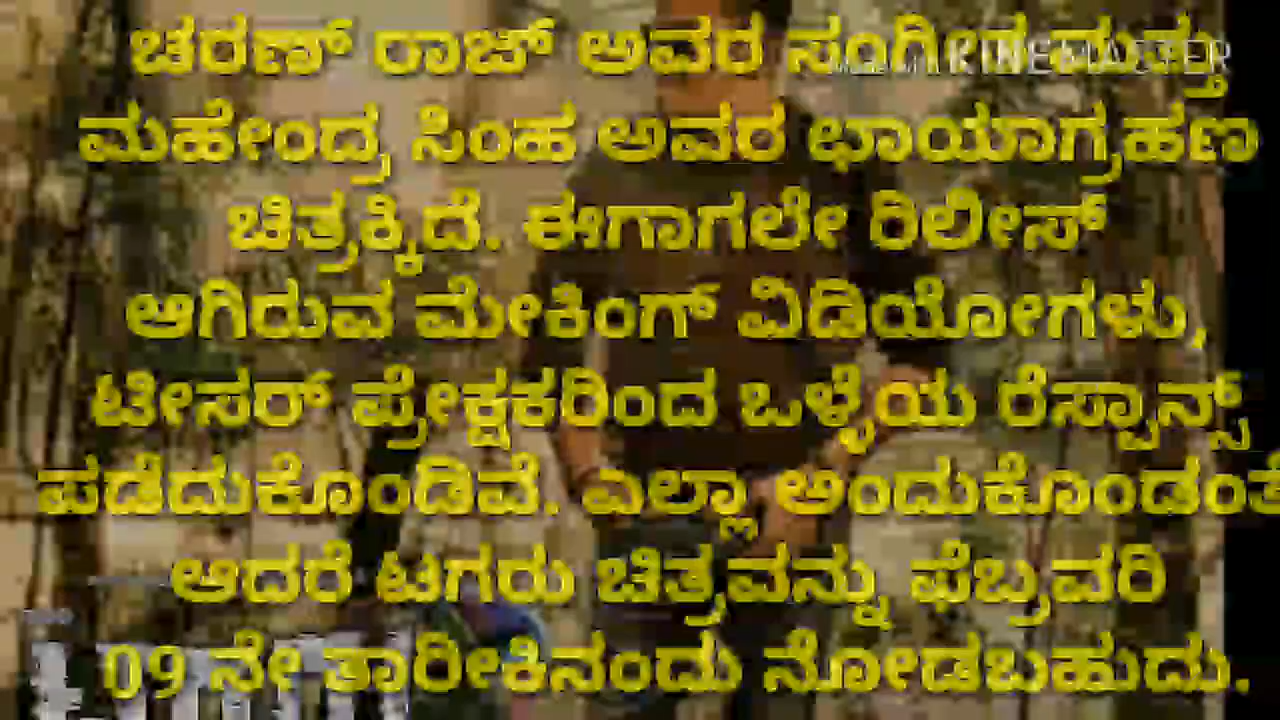 ಚರಣ್ ರಾಜ್ ಅವರ ಸಂಗೀತ ಮತ್ತು
KINEMASTER
ಮಹೇಂದ್ರ ಸಿಂಹ ಅವರ ಛಾಯಾಗ್ರಹಣ
ಚಿತ್ರಕ್ಕಿದೆ. ಈಗಾಗಲೇ ರಿಲೀಸ್
ಆಗಿರುವ ಮೇಕಿಂಗ್ ವಿಡಿಯೋಗಳು,
ಟೀಸರ್ ಪ್ರೇಕ್ಷಕರಿಂದ ಒಳ್ಳೆಯ ರೆಸ್ಪಾನ್ಸ್
ಪಡೆದುಕೊಂಡಿವೆ. ಎಲ್ಲಾ ಅಂದುಕೊಂಡಂತೆ
ಆದರೆ ಟಗರು ಚಿತ್ರವನ್ನು ಫೆಬ್ರವರಿ
09 ನೇ ತಾರೀಕಿನಂದು ನೋಡಬಹುದು.